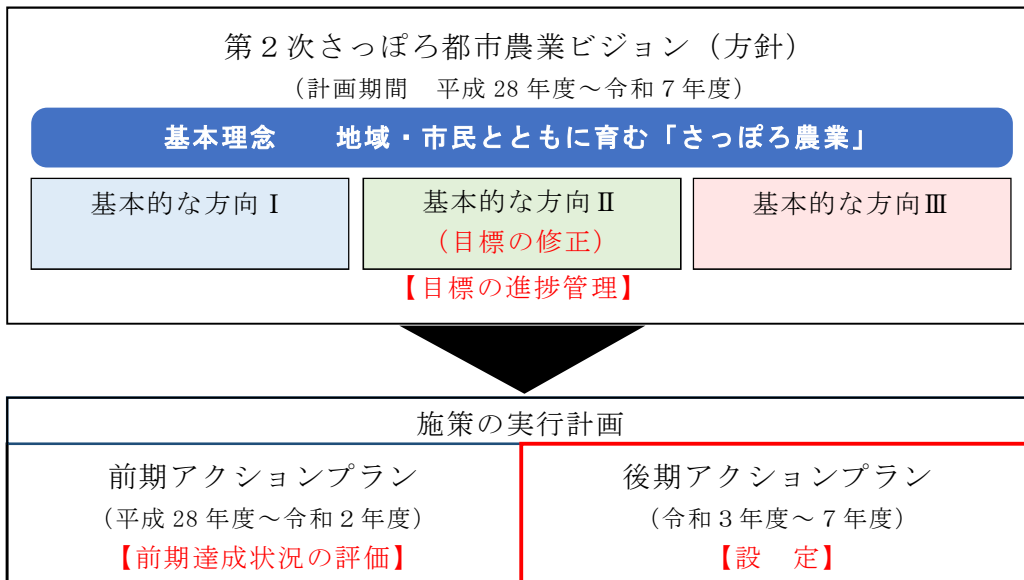 第２次さっぽろ都市農業ビジョン（方針）
（計画期間　平成 28 年度～令和７年度）
基本理念　　地域・市民とともに育む「さっぽろ農業」
基本的な方向Ⅰ
基本的な方向Ⅱ
（目標の修正）
基本的な方向Ⅲ
【目標の進捗管理】
施策の実行計画
前期アクションプラン
（平成 28 年度～令和２年度）
【前期達成状況の評価】
後期アクションプラン
（令和３年度～７年度）
【設　定】